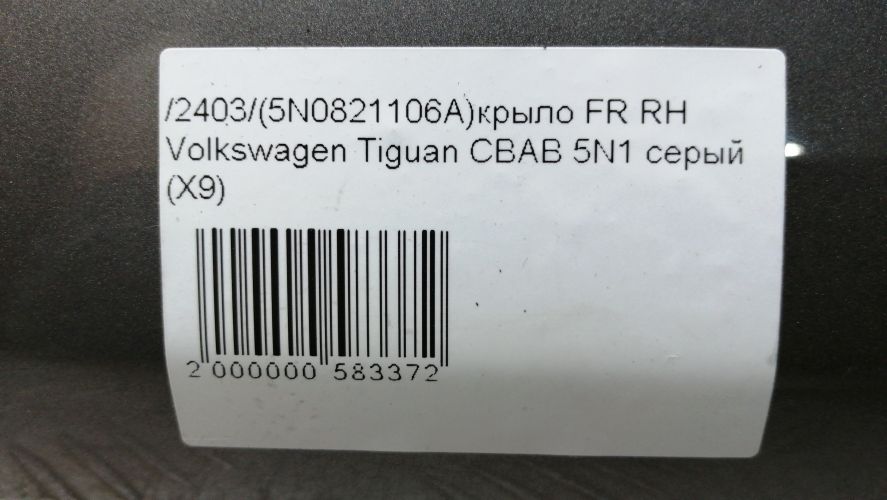 /2403/(5N0821106A)крыло FR RH
Volkswagen Tiguan CBAB 5N1 серый
(X9)
2 000000 583372